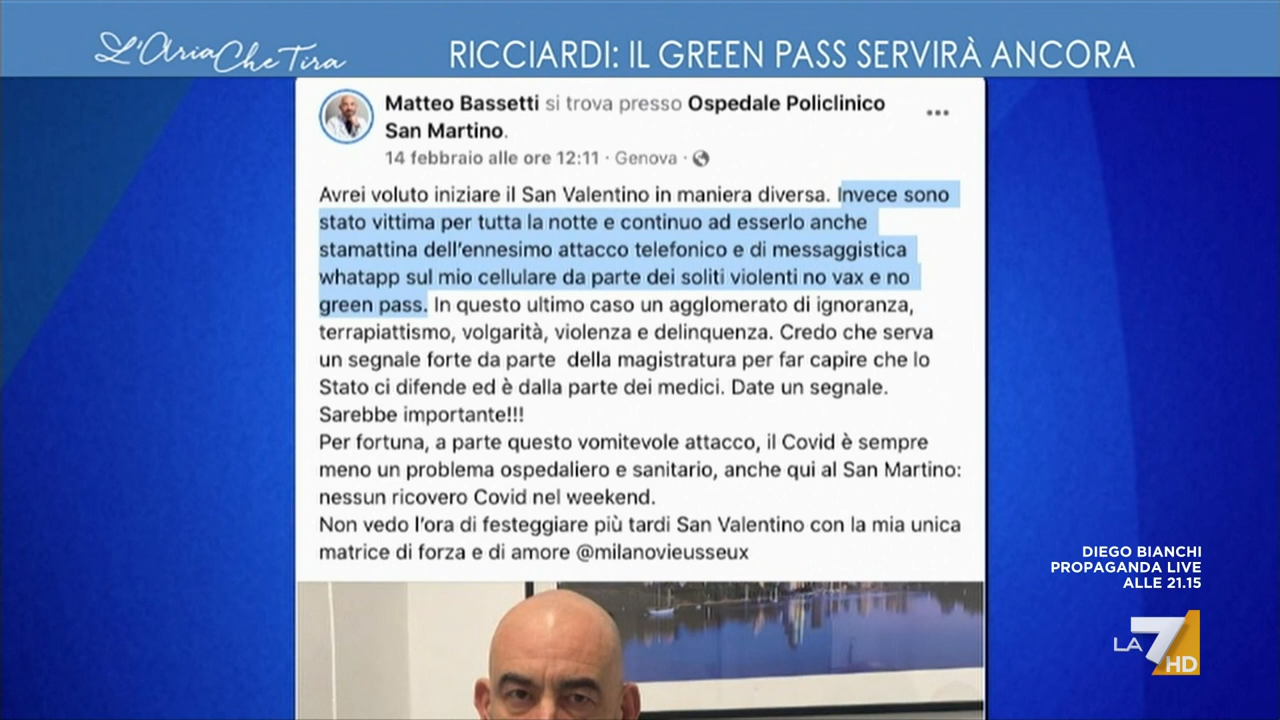 L'Aria Che Tira
RICCIARDI: IL GREEN PASS SERVIRÀ ANCORA
Matteo Bassetti si trova presso Ospedale Policlinico
San Martino.
14 febbraio alle ore 12:11 · Genova ·
Avrei voluto iniziare il San Valentino in maniera diversa. Invece sono
stato vittima per tutta la notte e continuo ad esserlo anche
stamattina dell'ennesimo attacco telefonico e di messaggistica
whatapp sul mio cellulare da parte dei soliti violenti no vax e no
green pass. In questo ultimo caso un agglomerato di ignoranza,
terrapiattismo, volgarità, violenza e delinquenza. Credo che serva
un segnale forte da parte  della magistratura per far capire che lo
Stato ci difende ed è dalla parte dei medici. Date un segnale.
Sarebbe importante!!!
Per fortuna, a parte questo vomitevole attacco, il Covid è sempre
meno un problema ospedaliero e sanitario, anche qui al San Martino:
nessun ricovero Covid nel weekend.
Non vedo l'ora di festeggiare più tardi San Valentino con la mia unica
matrice di forza e di amore @milanovieusseux
DIEGO BIANCHI
PROPAGANDA LIVE
ALLE 21.15
LA 7 HD